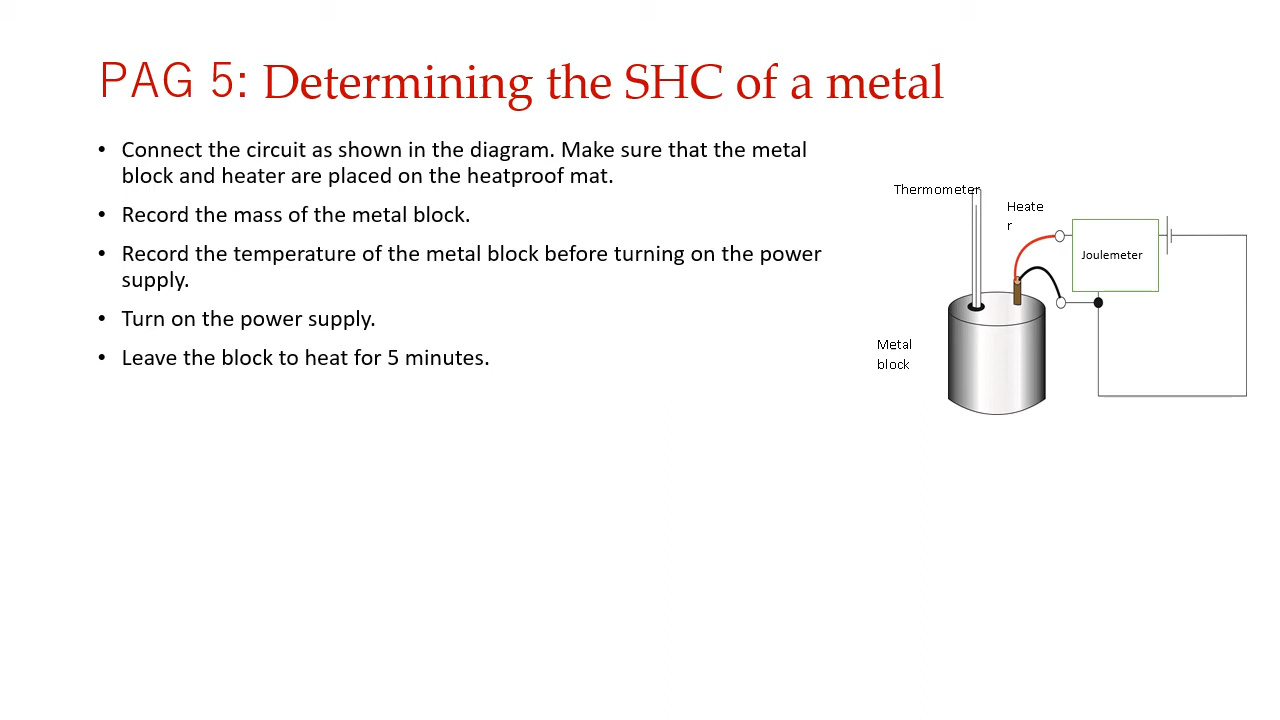 PAG 5: Determining the SHC of a metal
• Connect the circuit as shown in the diagram. Make sure that the metal
block and heater are placed on the heatproof mat.
• Record the mass of the metal block.
• Record the temperature of the metal block before turning on the power
supply.
• Turn on the power supply.
• Leave the block to heat for 5 minutes.
Thermometer
Heate
r
Joulemeter
Metal
block